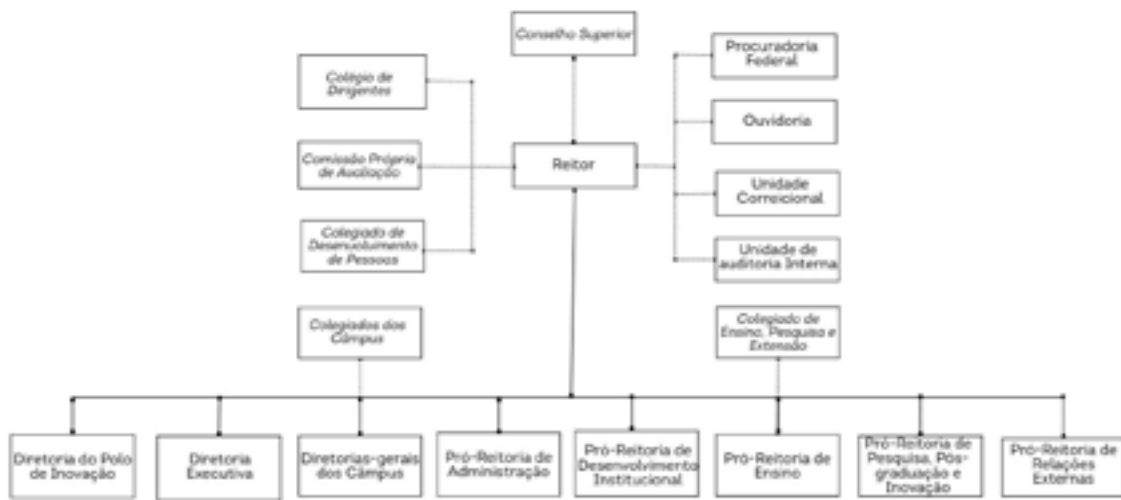 Conselho Superior
Procuradoria
Federal
Colégio de
Dirigentes
Ouvidoria
Comissão Própria
de Avaliação
Reitor
Unidade
Correicional
Colegiado de
Desenvolvimento
de Pessoas
Unidade de
auditoria Interna
Colegiados dos
Câmpus
Colegiado de
Ensino, Pesquisa e
Extensão
Diretoria do Polo
de Inovação
Diretoria
Executiva
Diretorias-gerais
dos Câmpus
Pró-Reitoria de
Administração
Pró-Reitoria de
Desenvolvimento
Institucional
Pró-Reitoria de
Ensino
Pró-Reitoria de
Pesquisa, Pós-
graduação e
Inovação
Pró-Reitoria de
Relações
Externas